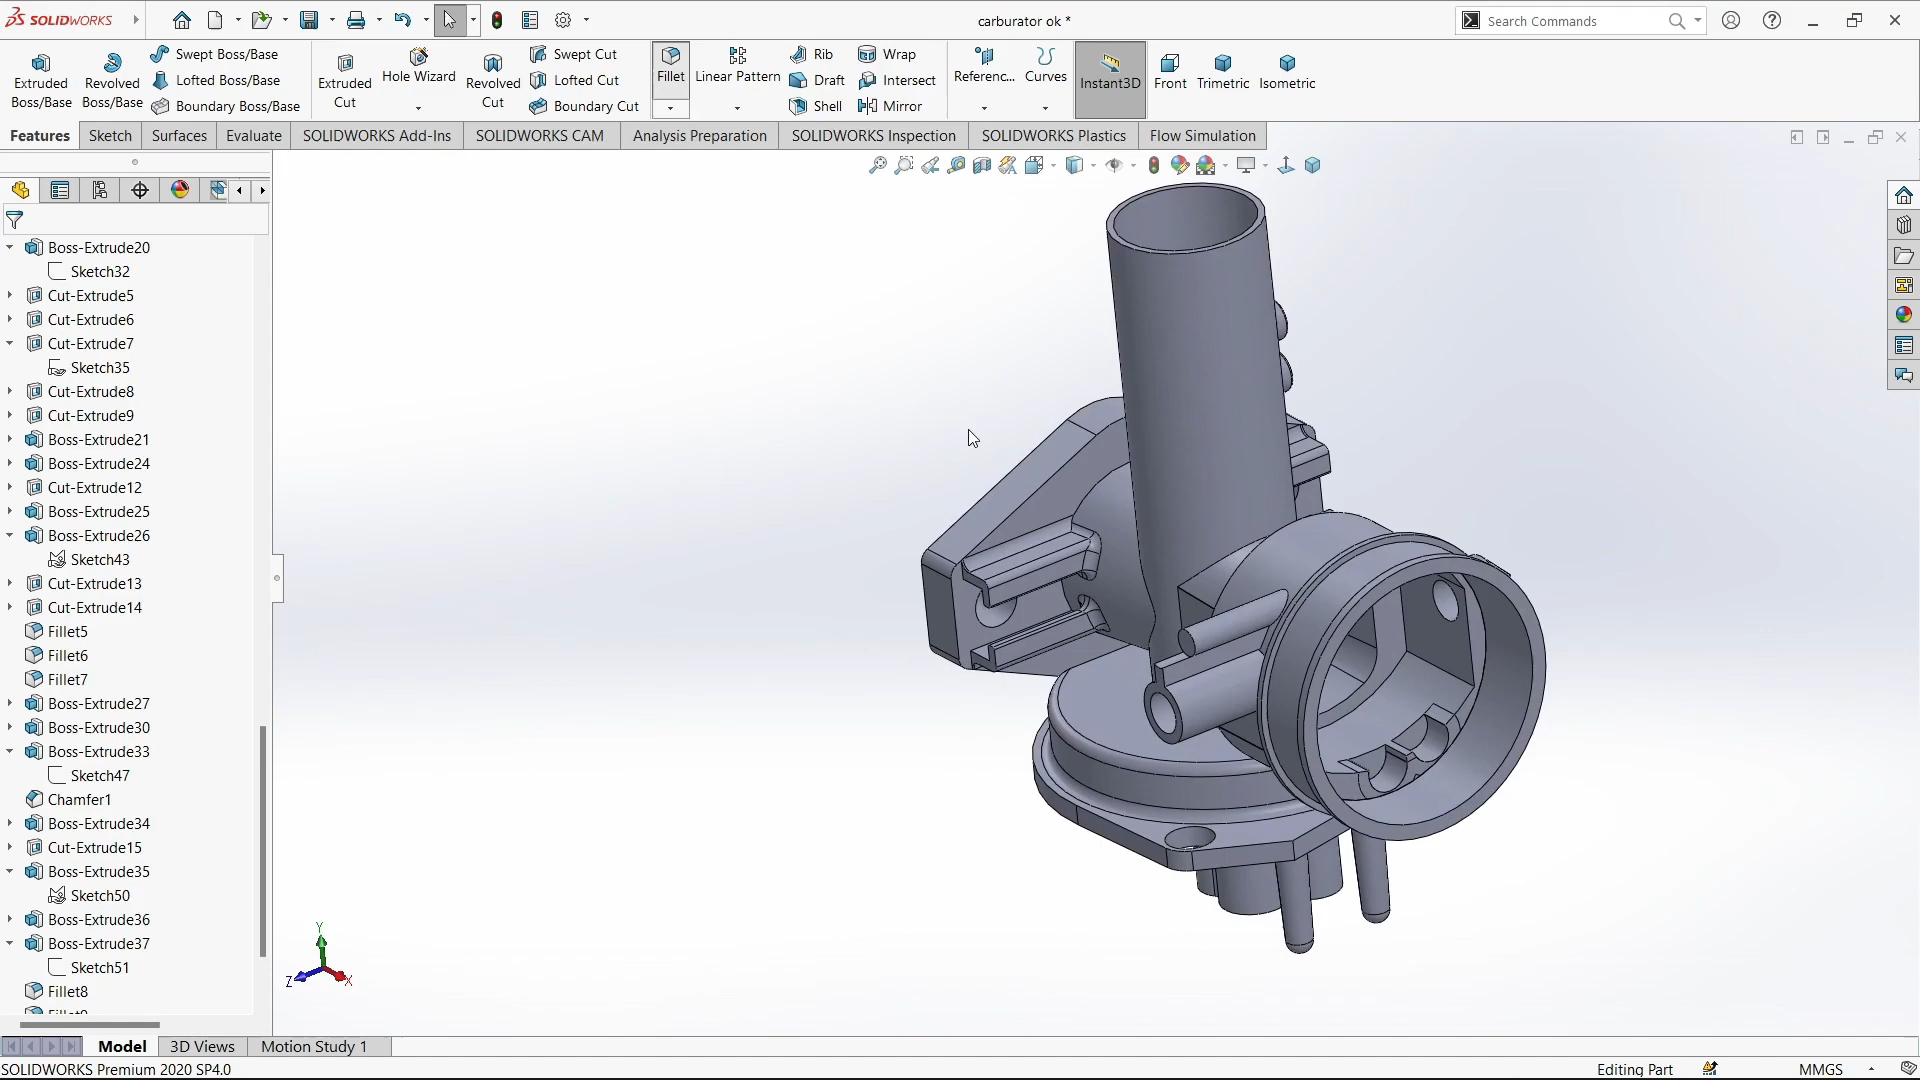 SOLIDWORKS
carburator ok *
Search Commands
Extruded Boss/Base
Revolved Boss/Base
Swept Boss/Base
Lofted Boss/Base
Boundary Boss/Base
Extruded Cut
Hole Wizard
Revolved Cut
Swept Cut
Lofted Cut
Boundary Cut
Fillet
Linear Pattern
Rib
Draft
Shell
Wrap
Intersect
Mirror
Referenc...
Curves
Instant3D
Front
Trimetric
Isometric
Features
Sketch
Surfaces
Evaluate
SOLIDWORKS Add-Ins
SOLIDWORKS CAM
Analysis Preparation
SOLIDWORKS Inspection
SOLIDWORKS Plastics
Flow Simulation
Boss-Extrude20
Sketch32
Cut-Extrude5
Cut-Extrude6
Cut-Extrude7
Sketch35
Cut-Extrude8
Cut-Extrude9
Boss-Extrude21
Boss-Extrude24
Cut-Extrude12
Boss-Extrude25
Boss-Extrude26
Sketch43
Cut-Extrude13
Cut-Extrude14
Fillet5
Fillet6
Fillet7
Boss-Extrude27
Boss-Extrude30
Boss-Extrude33
Sketch47
Chamfer1
Boss-Extrude34
Cut-Extrude15
Boss-Extrude35
Sketch50
Boss-Extrude36
Boss-Extrude37
Sketch51
Fillet8
Y
Z
X
Model
3D Views
Motion Study 1
SOLIDWORKS Premium 2020 SP4.0
Editing Part
MMGS